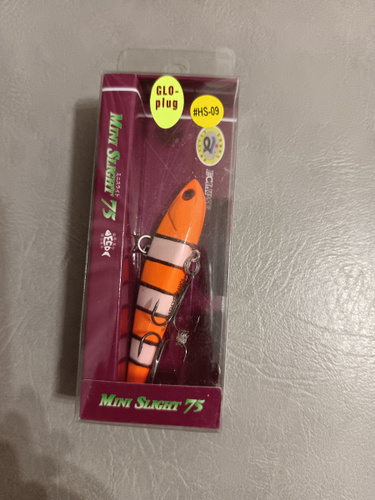 GLO-
plug
#HS-09
MINI SLIGHT 75
MINI SLIGHT 75